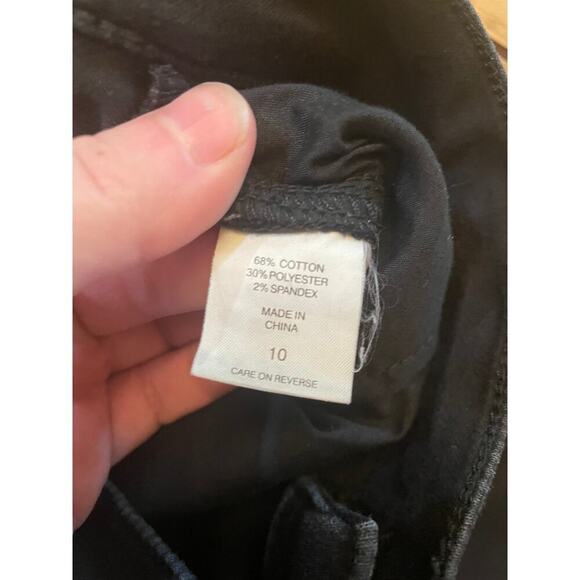 68% COTTON
30% POLYESTER
2% SPANDEX
MADE IN
CHINA
10
CARE ON REVERSE